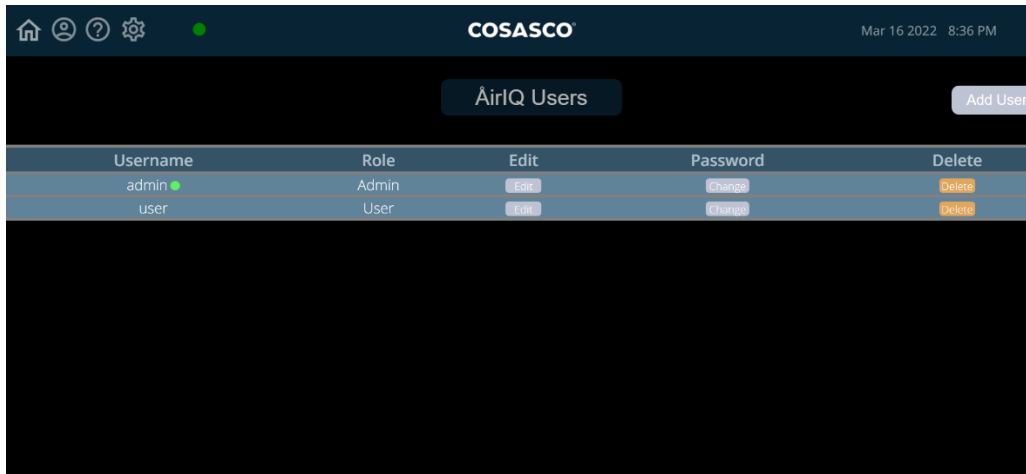 COSASCO®
Mar 16 2022 8:36 PM
ÅirIQ Users
Add User
Username Role Edit Password Delete
admin Admin Edit Change Delete
user User Edit Change Delete